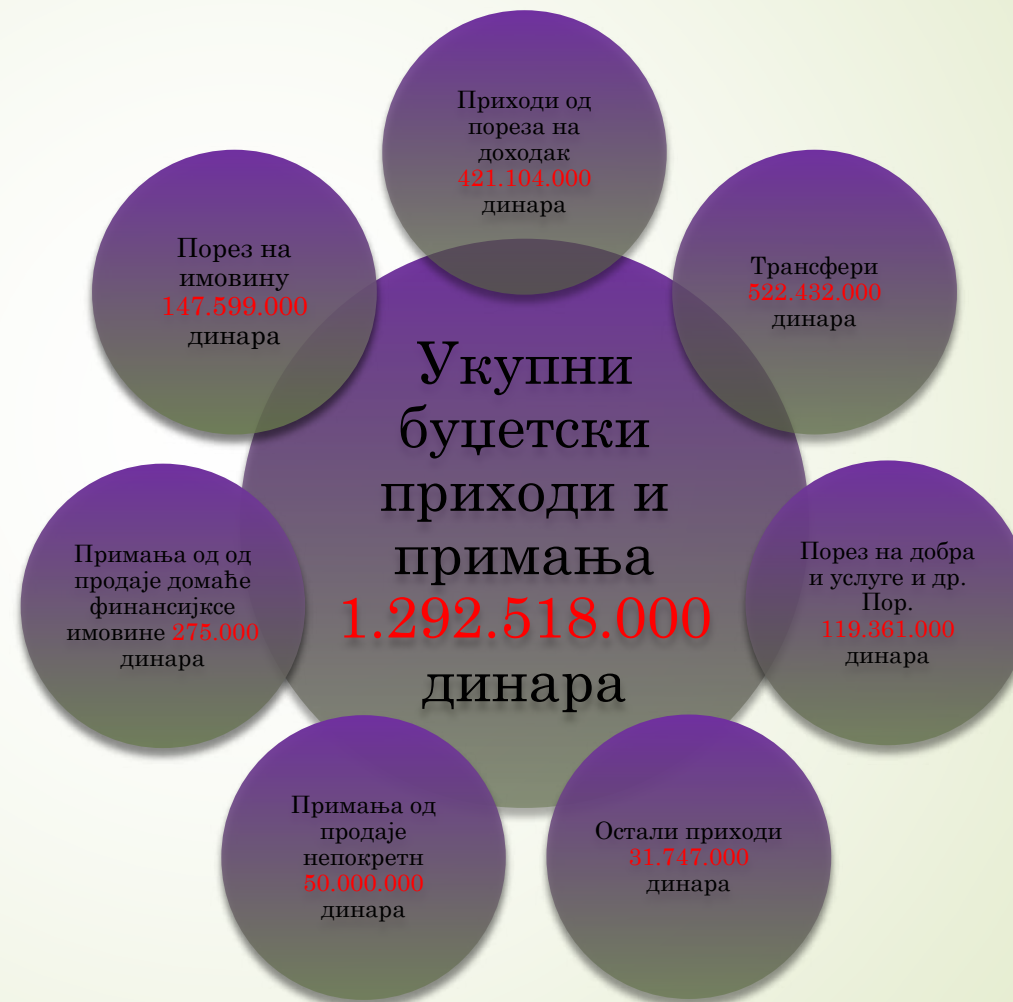 Приходи од
пореза на
доходак
421.104.000
динара
Трансфери
522.432.000
динара
Порез на добра
и услуге и др.
Пор.
119.361.000
динара
Остали приходи
31.747.000
динара
Примања од
продаје
непокретн
50.000.000
динара
Примања од од
продаје домаће
финансијксе
имовине 275.000
динара
Порез на
имовину
147.599.000
динара
Укупни
буџетски
приходи и
примања
1.292.518.000
динара